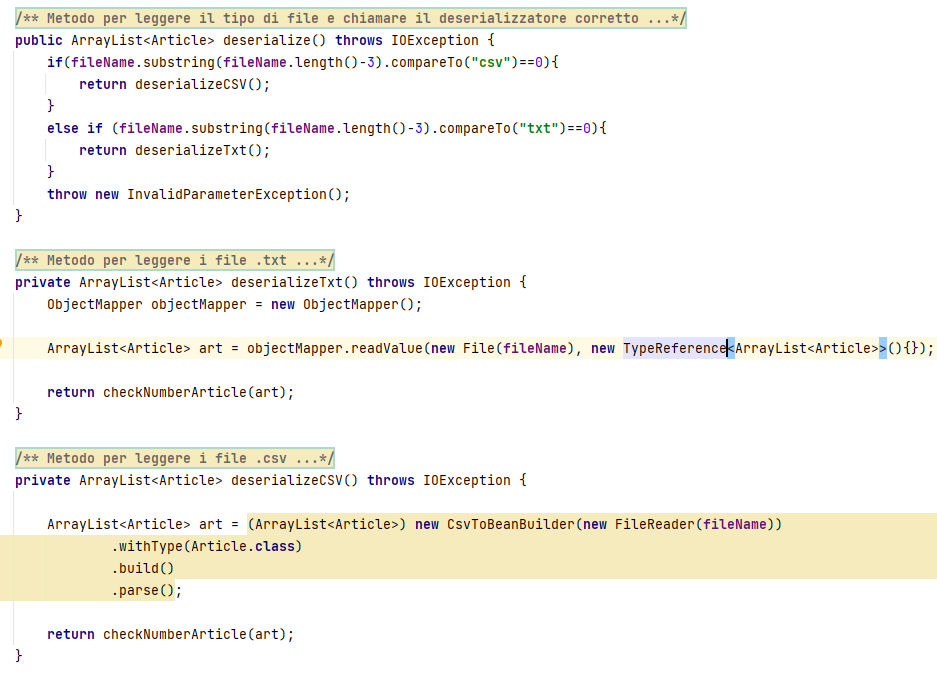 /** Metodo per leggere il tipo di file e chiamare il deserializzatore corretto ...*/
public ArrayList<Article> deserialize() throws IOException {
    if(fileName.substring(fileName.length()-3).compareTo("csv")==0){
        return deserializeCSV();
    }
    else if (fileName.substring(fileName.length()-3).compareTo("txt")==0){
        return deserializeTxt();
    }
    throw new InvalidParameterException();
}
/** Metodo per leggere i file .txt ...*/
private ArrayList<Article> deserializeTxt() throws IOException {
    ObjectMapper objectMapper = new ObjectMapper();
    ArrayList<Article> art = objectMapper.readValue(new File(fileName), new TypeReference<ArrayList<Article>>(){});
    return checkNumberArticle(art);
}
/** Metodo per leggere i file .csv ...*/
private ArrayList<Article> deserializeCSV() throws IOException {
    ArrayList<Article> art = (ArrayList<Article>) new CsvToBeanBuilder(new FileReader(fileName))
            .withType(Article.class)
            .build()
            .parse();
    return checkNumberArticle(art);
}